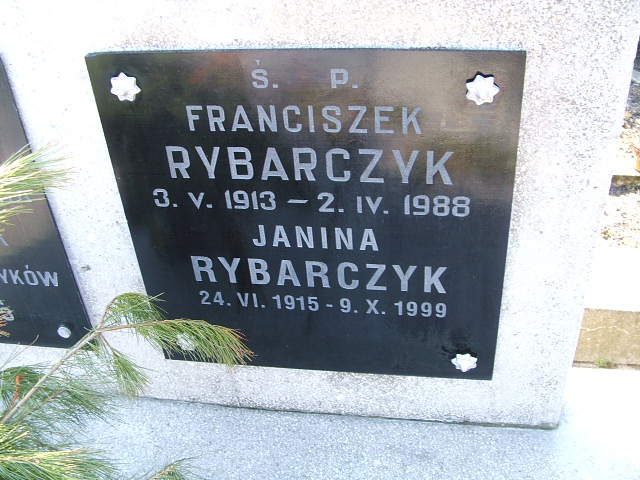 Ś. P.
FRANCISZEK
RYBARCZYK
3. V. 1913 – 2. IV. 1988
JANINA
RYBARCZYK
24. VI. 1915 - 9. X. 1999